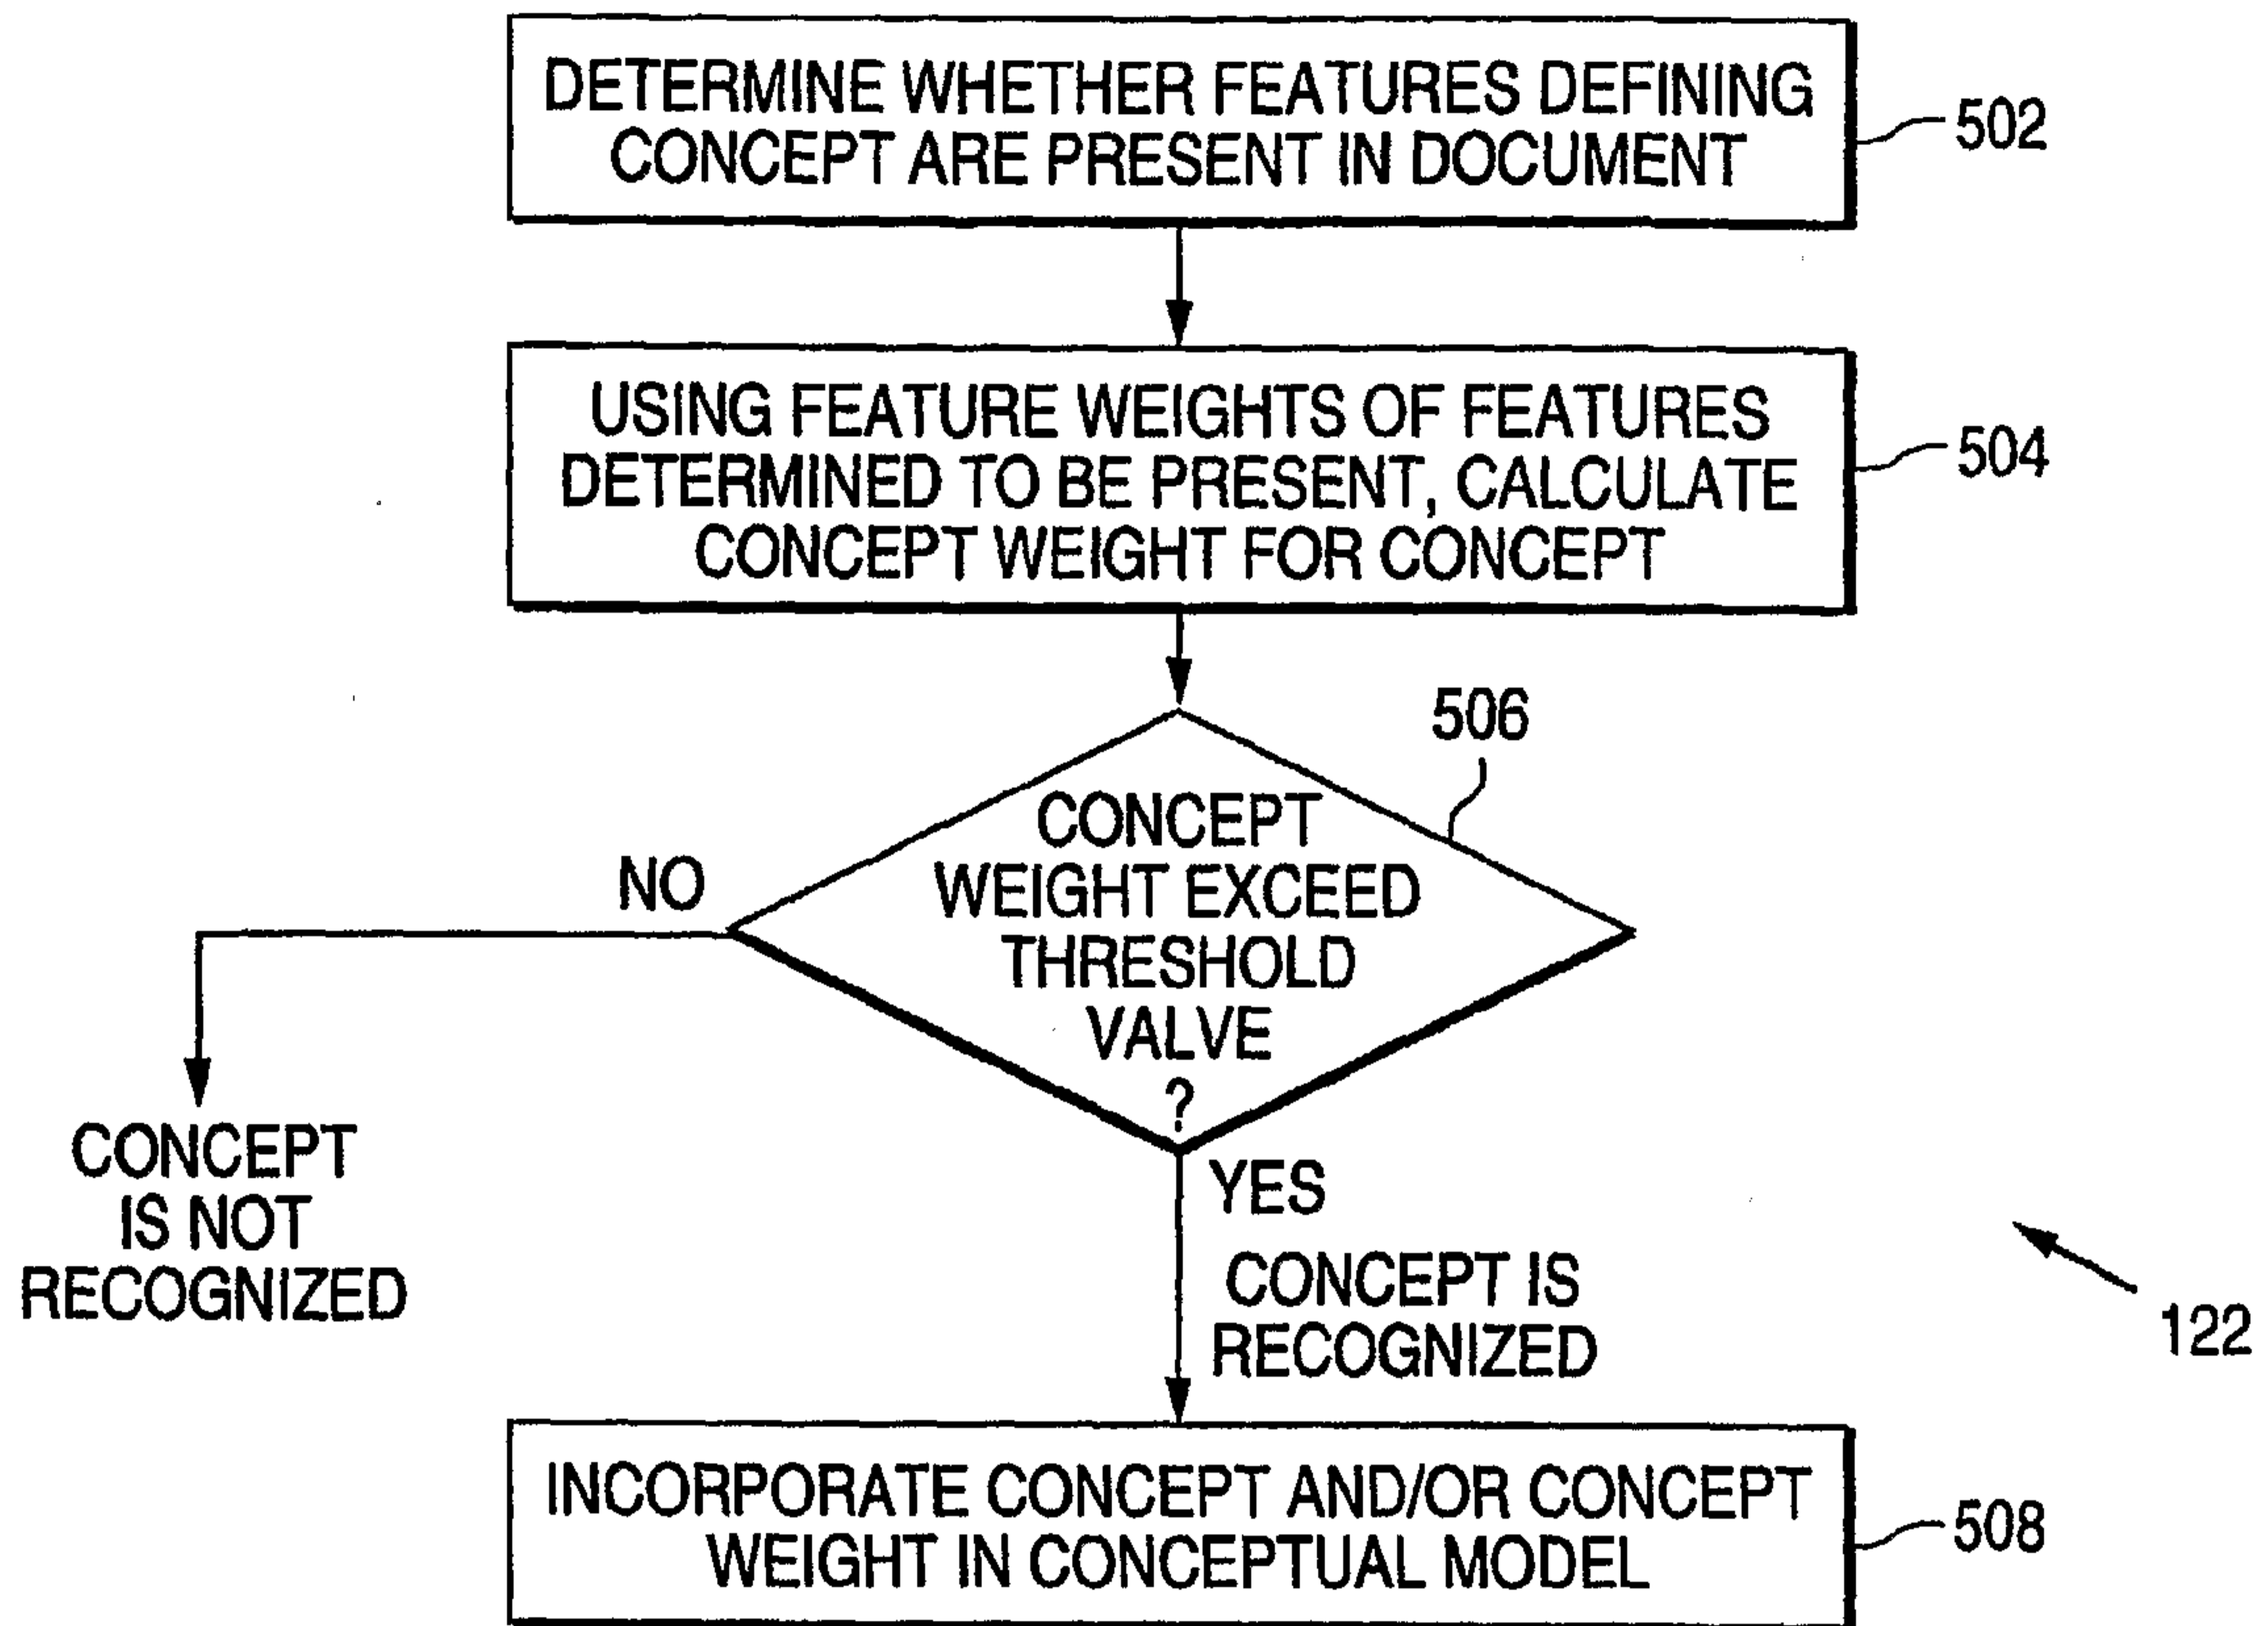 DETERMINE WHETHER FEATURES DEFINING
CONCEPT ARE PRESENT IN DOCUMENT
502
USING FEATURE WEIGHTS OF FEATURES
DETERMINED TO BE PRESENT, CALCULATE
CONCEPT WEIGHT FOR CONCEPT
504
506
CONCEPT
WEIGHT EXCEED
THRESHOLD
VALVE
?
NO
CONCEPT
IS NOT
RECOGNIZED
YES
CONCEPT IS
RECOGNIZED
122
INCORPORATE CONCEPT AND/OR CONCEPT
WEIGHT IN CONCEPTUAL MODEL
508